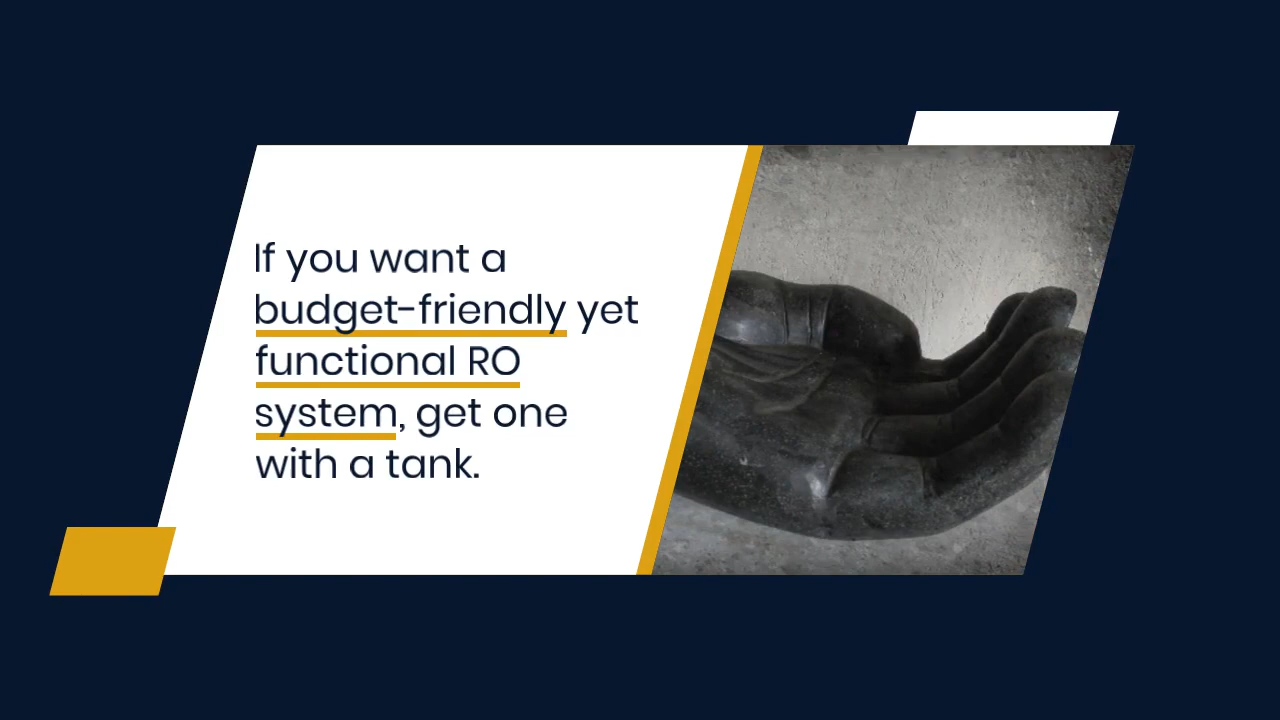 If you want a
budget-friendly yet
functional RO
system, get one
with a tank.